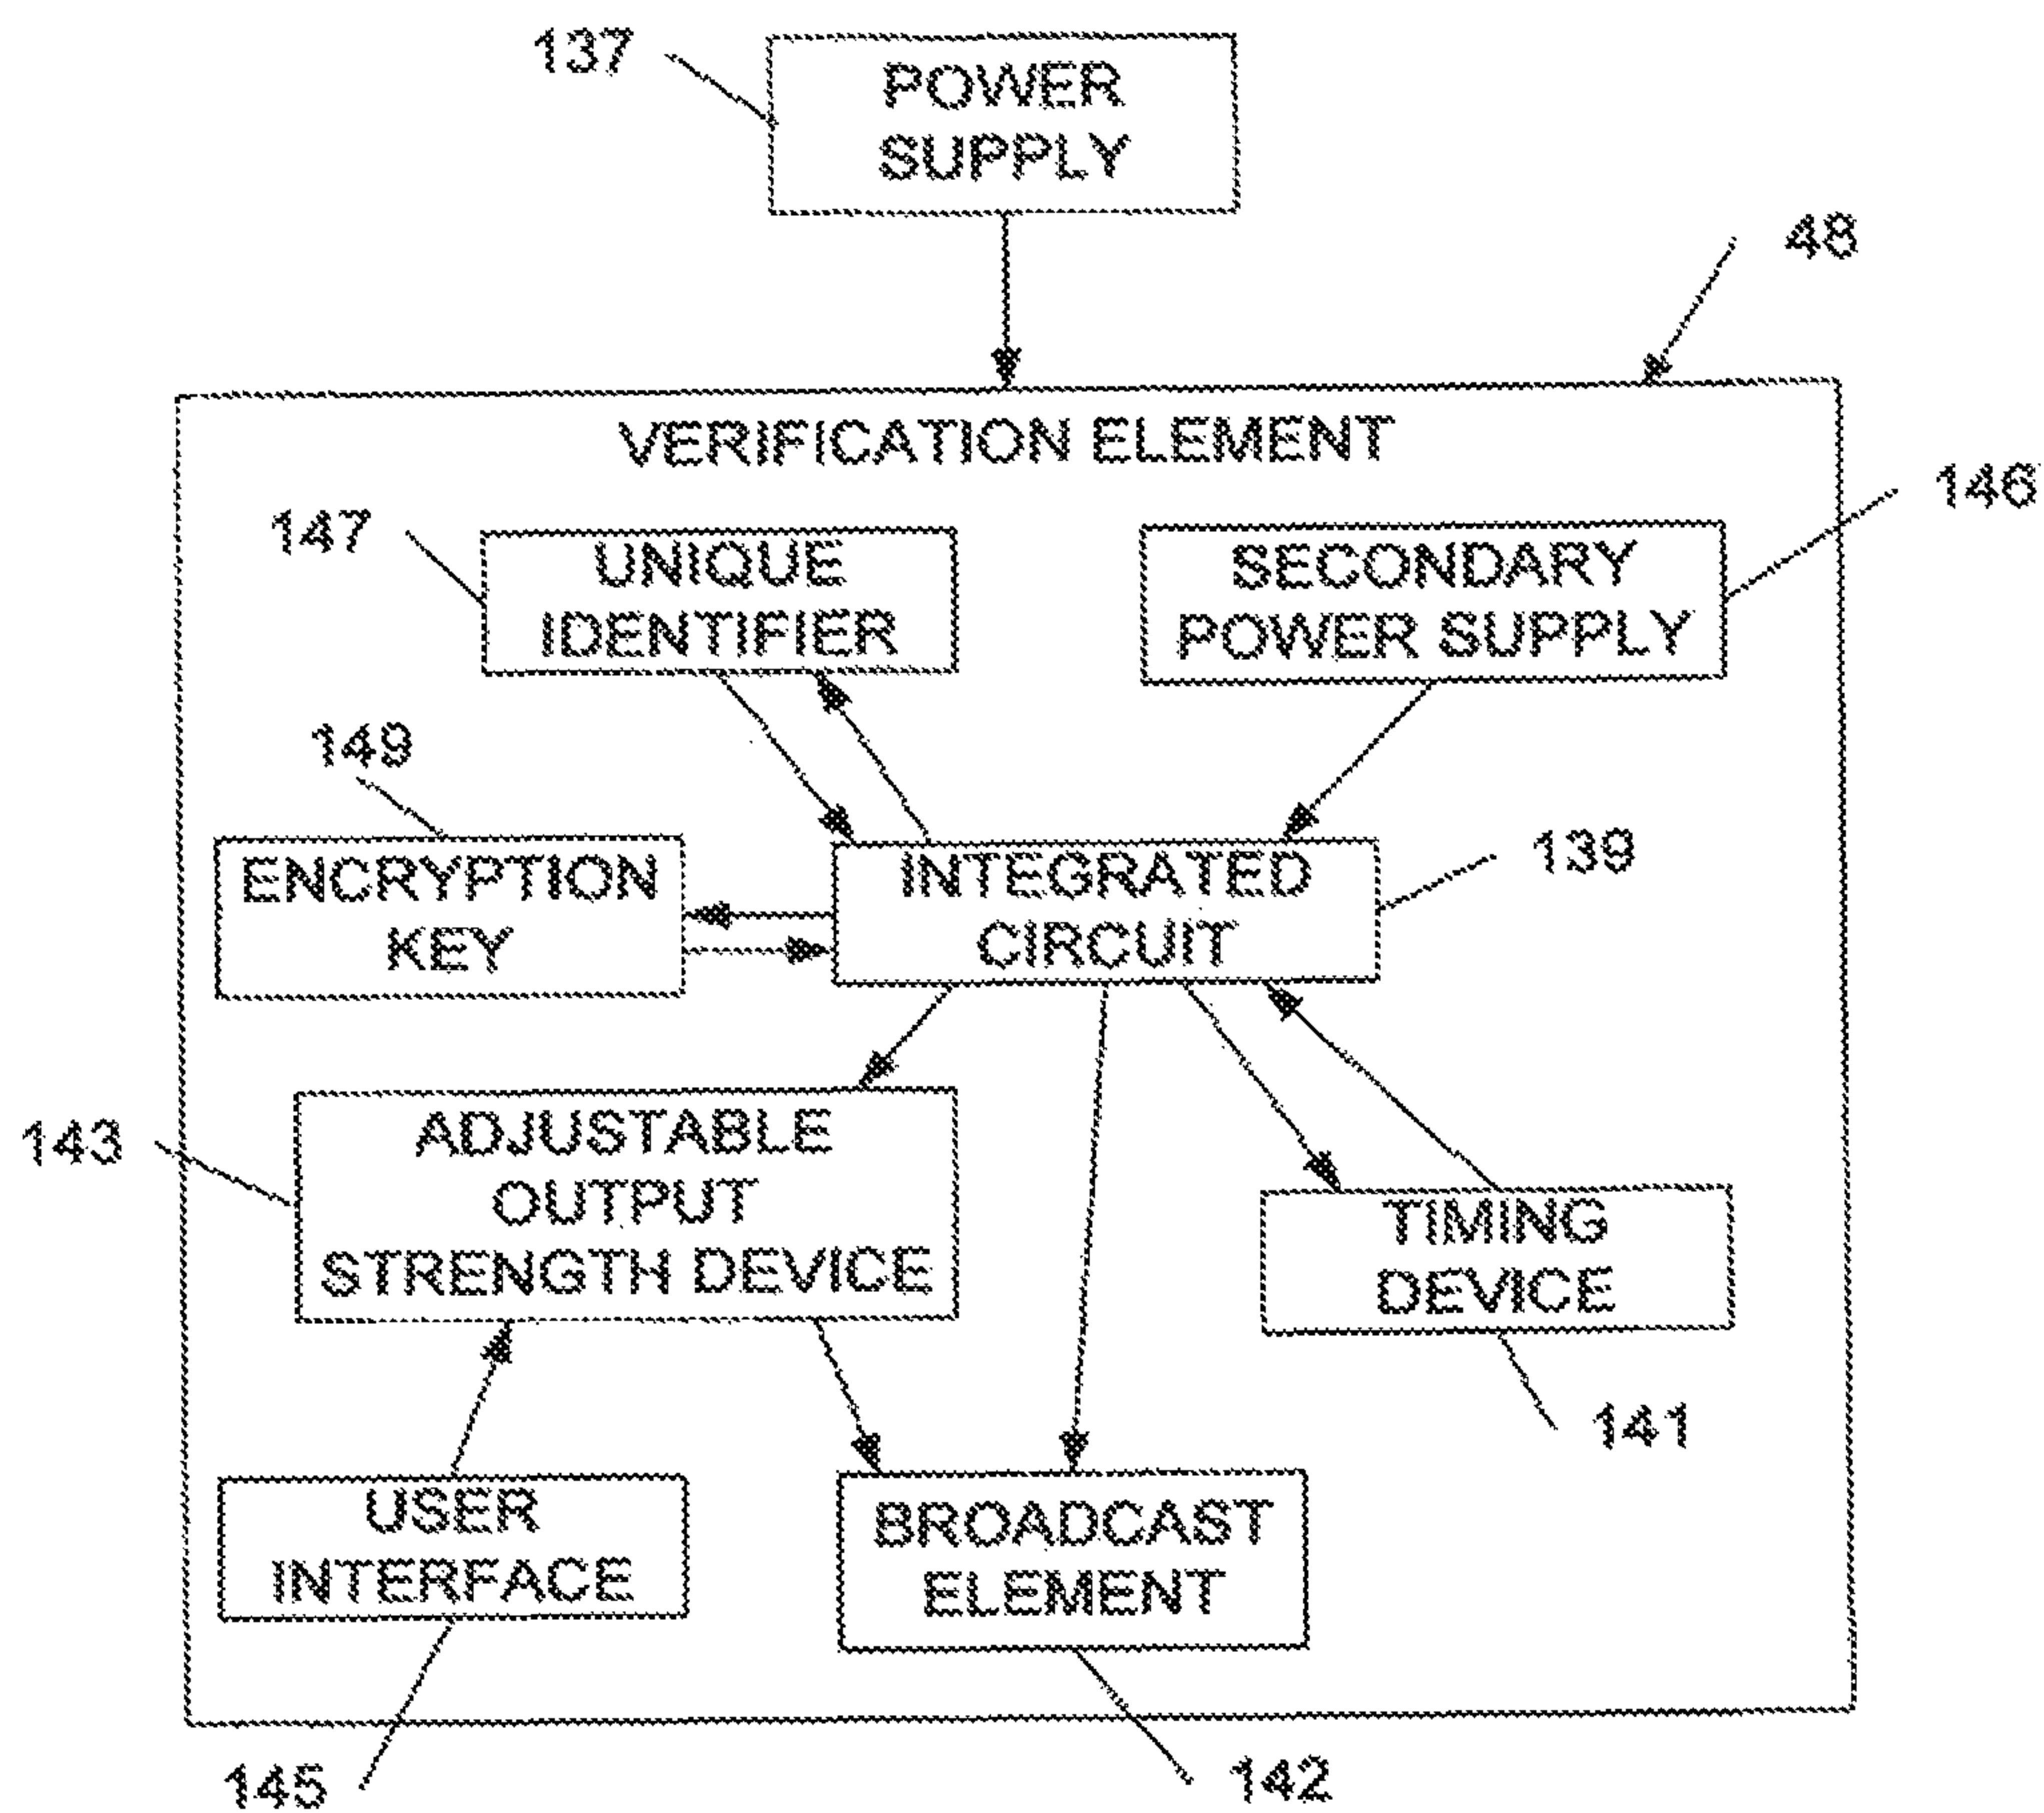 137
POWER
SUPPLY
48
VERIFICATION ELEMENT
146
147
UNIQUE
IDENTIFIER
SECONDARY
POWER SUPPLY
149
ENCRYPTION
KEY
INTEGRATED
CIRCUIT
139
143
ADJUSTABLE
OUTPUT
STRENGTH DEVICE
TIMING
DEVICE
141
USER
INTERFACE
BROADCAST
ELEMENT
145
142